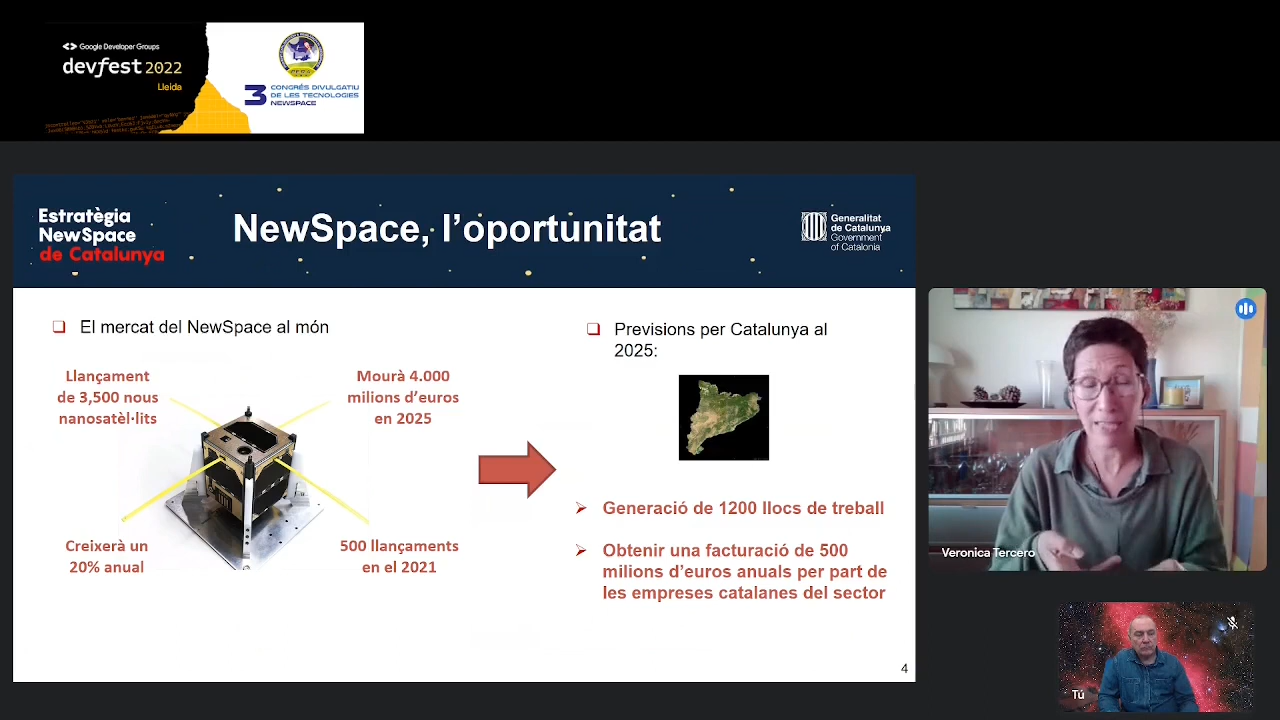 Google Developer Groups
devfest 2022
Lleida
3 CONGRÉS DIVULGATIU
DE LES TECNOLOGIES
NEWSPACE
Estratègia
NewSpace
de Catalunya
NewSpace, l’oportunitat
Generalitat
de Catalunya
Government
of Catalonia
❑ El mercat del NewSpace al món
Llançament
de 3,500 nous
nanosatèl·lits
Mourà 4.000
milions d’euros
en 2025
Creixerà un
20% anual
500 llançaments
en el 2021
❑ Previsions per Catalunya al
2025:
➢ Generació de 1200 llocs de treball
➢ Obtenir una facturació de 500
milions d’euros anuals per part de
les empreses catalanes del sector
4
Veronica Tercero
Tú